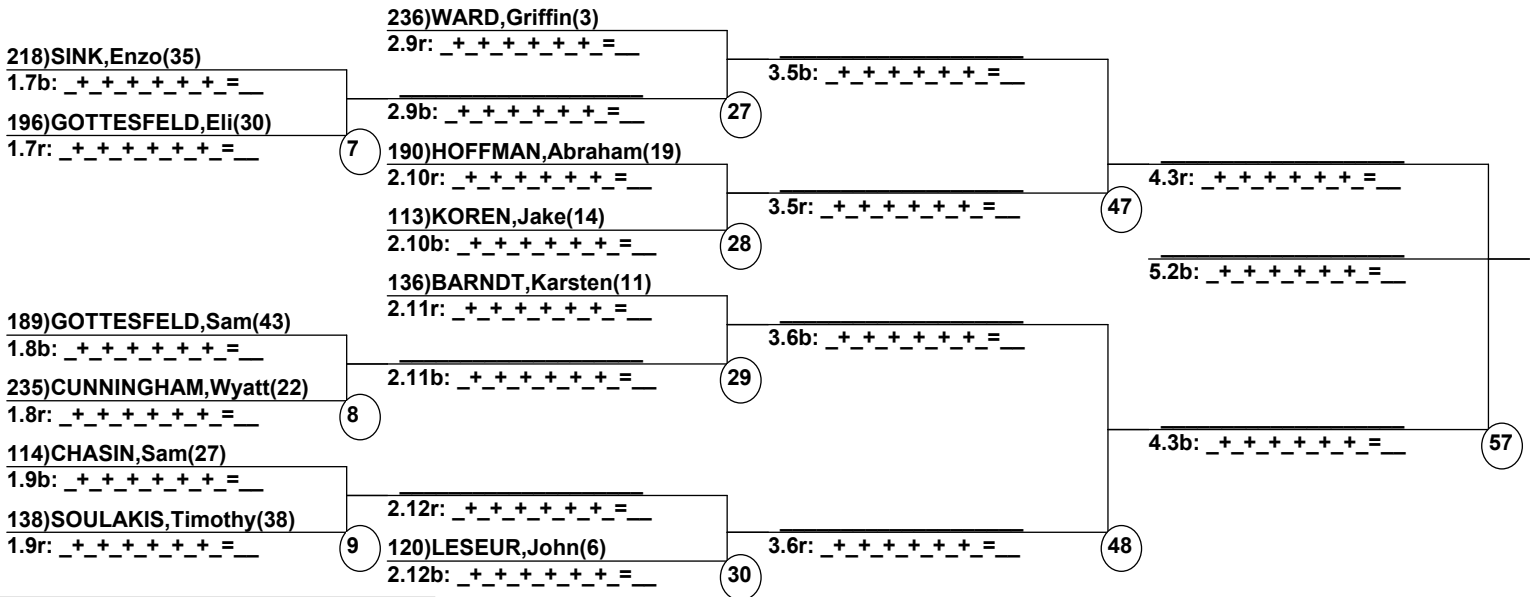 236)WARD,Griffin(3)
2.9r: _+_+_+_+_+_=__
218)SINK,Enzo(35)
1.7b: _+_+_+_+_+_=__
3.5b: _+_+_+_+_+_=__
2.9b: _+_+_+_+_+_=__
27
196)GOTTESFELD,Eli(30)
1.7r: _+_+_+_+_+_=__
7
190)HOFFMAN,Abraham(19)
2.10r: _+_+_+_+_+_=__
4.3r: _+_+_+_+_+_=__
3.5r: _+_+_+_+_+_=__
47
113)KOREN,Jake(14)
2.10b: _+_+_+_+_+_=__
28
5.2b: _+_+_+_+_+_=__
136)BARNDT,Karsten(11)
2.11r: _+_+_+_+_+_=__
189)GOTTESFELD,Sam(43)
1.8b: _+_+_+_+_+_=__
3.6b: _+_+_+_+_+_=__
2.11b: _+_+_+_+_+_=__
29
235)CUNNINGHAM,Wyatt(22)
1.8r: _+_+_+_+_+_=__
8
4.3b: _+_+_+_+_+_=__
57
114)CHASIN,Sam(27)
1.9b: _+_+_+_+_+_=__
2.12r: _+_+_+_+_+_=__
138)SOULAKIS,Timothy(38)
1.9r: _+_+_+_+_+_=__
9
3.6r: _+_+_+_+_+_=__
48
120)LESEUR,John(6)
2.12b: _+_+_+_+_+_=__
30